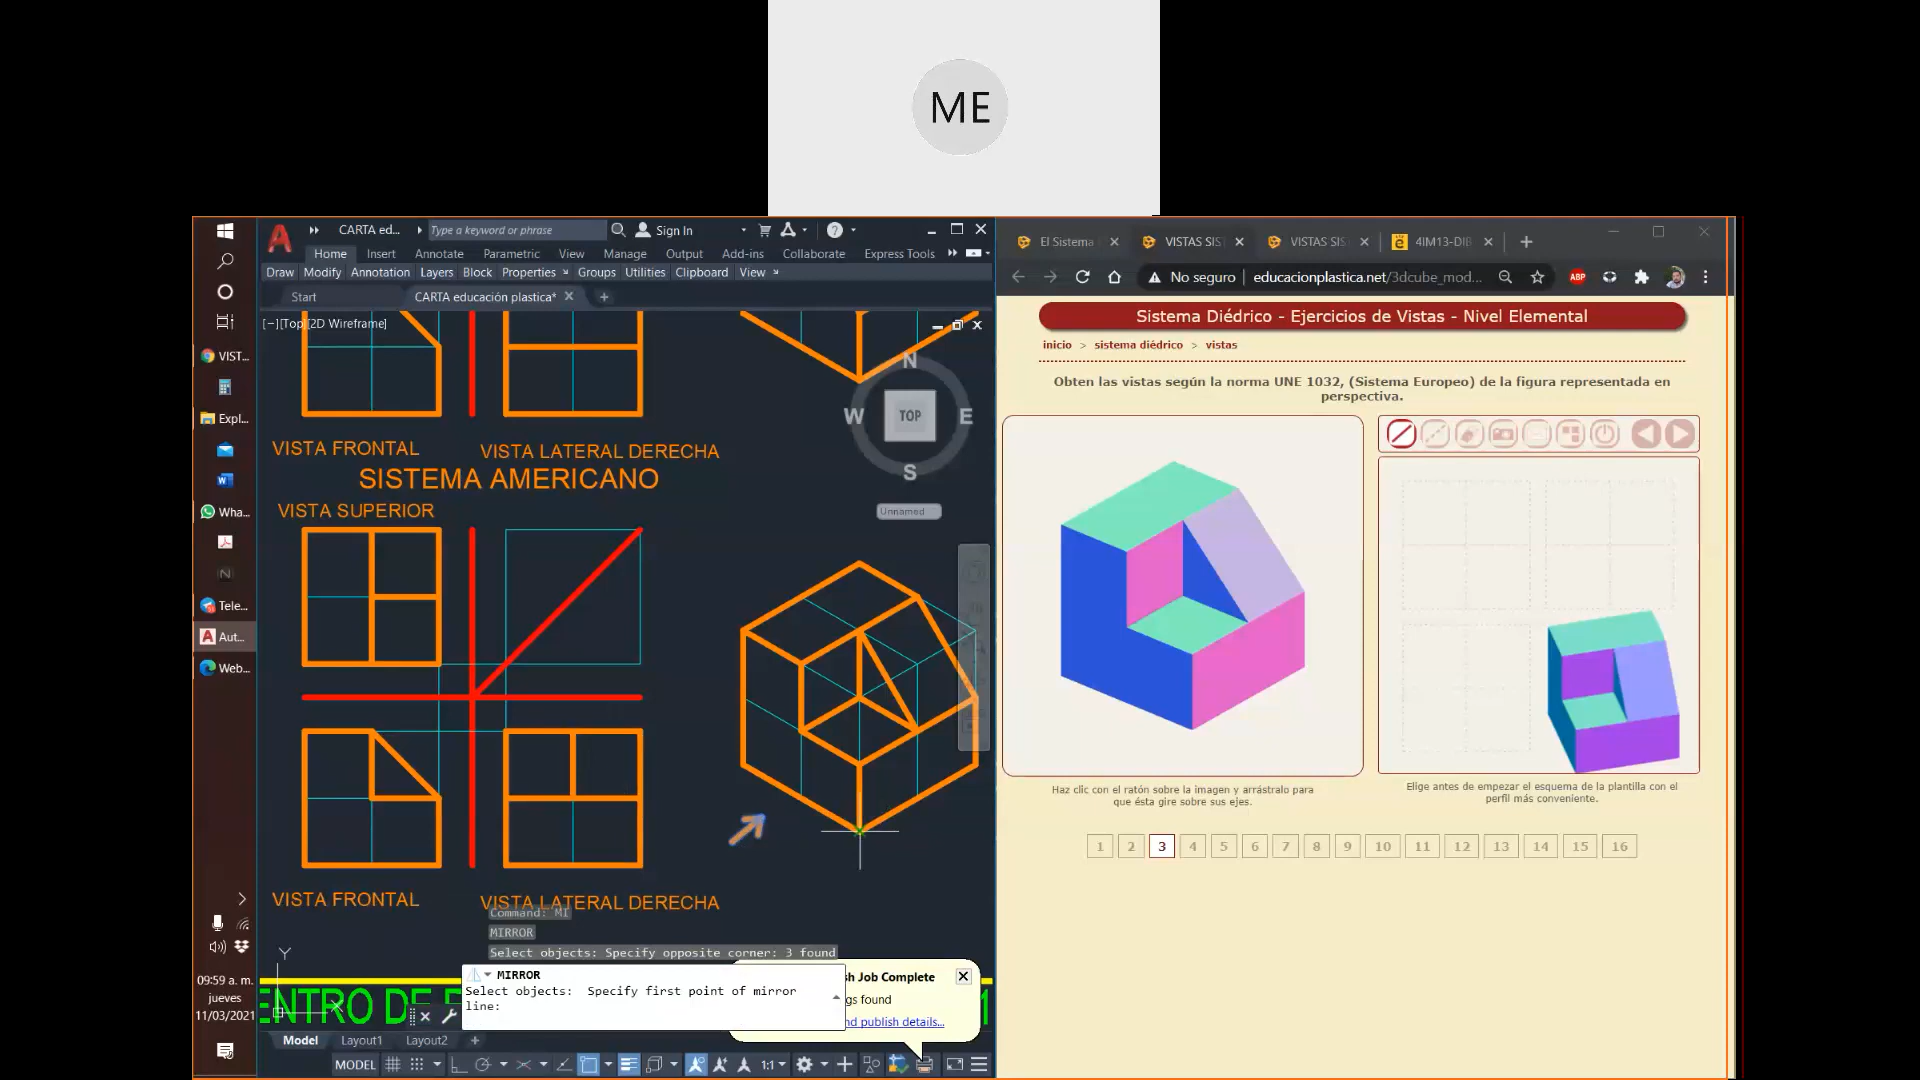 ME
CARTA ed...
Type a keyword or phrase
Sign In
Home Insert Annotate Parametric View Manage Output Add-ins Collaborate Express Tools
Draw Modify Annotation Layers Block Properties Groups Utilities Clipboard View
Start
CARTA educación plastica*
[−][Top][2D Wireframe]
N
W
TOP
E
S
Unnamed
VISTA FRONTAL
VISTA LATERAL DERECHA
SISTEMA AMERICANO
VISTA SUPERIOR
VISTA FRONTAL
VISTA LATERAL DERECHA
Command: MI
MIRROR
Select objects: Specify opposite corner: 3 found
MIRROR
Select objects: Specify first point of mirror
line:
sh Job Complete
gs found
nd publish details...
Y
X
ENTRO DE
Model Layout1 Layout2
MODEL
1:1
VIST...
Expl...
Wha...
Tele...
Aut...
Web...
09:59 a. m.
jueves
11/03/2021
El Sistema
VISTAS SIS
VISTAS SIS
4IM13-DIB
No seguro
educacionplastica.net/3dcube_mod...
ABP
Sistema Diédrico - Ejercicios de Vistas - Nivel Elemental
inicio > sistema diédrico > vistas
Obten las vistas según la norma UNE 1032, (Sistema Europeo) de la figura representada en
perspectiva.
Haz clic con el ratón sobre la imagen y arrástralo para
que ésta gire sobre sus ejes.
Elige antes de empezar el esquema de la plantilla con el
perfil más conveniente.
1 2 3 4 5 6 7 8 9 10 11 12 13 14 15 16